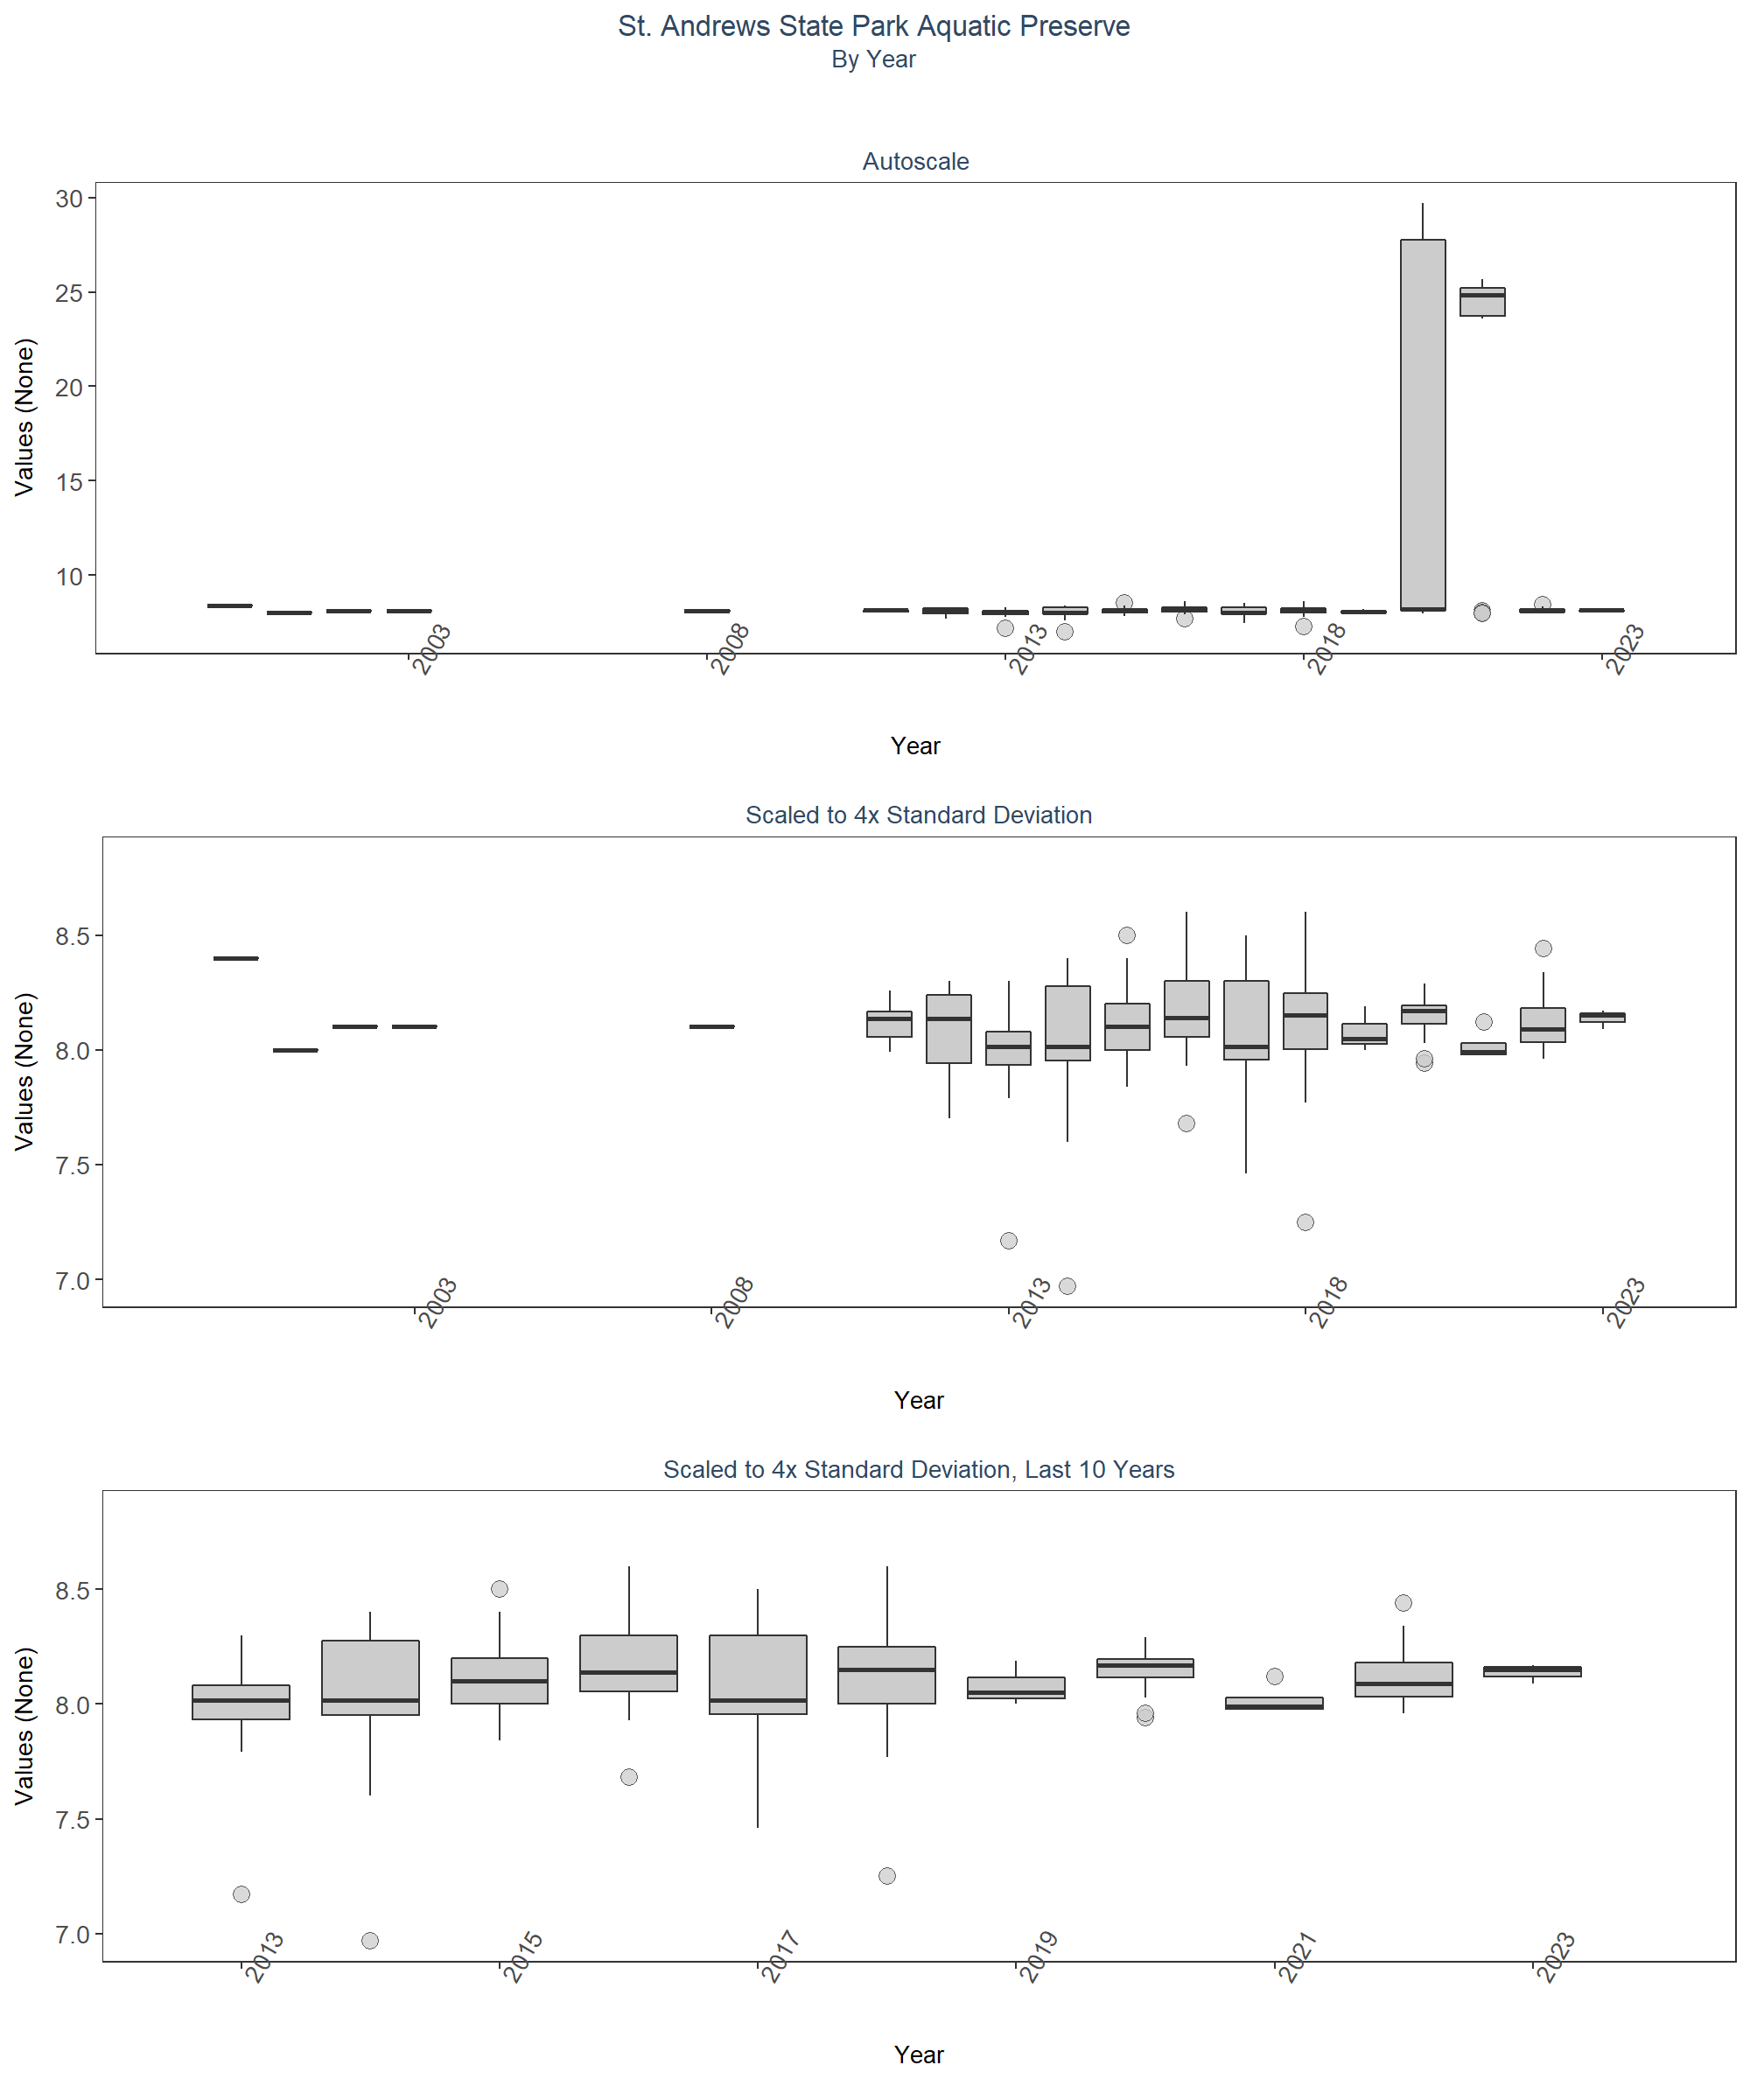 St. Andrews State Park Aquatic Preserve
By Year
Autoscale
30
25
20
15
10
Values (None)
2003
2008
2013
2018
2023
Year
Scaled to 4x Standard Deviation
8.5
8.0
7.5
7.0
Values (None)
2003
2008
2013
2018
2023
Year
Scaled to 4x Standard Deviation, Last 10 Years
8.5
8.0
7.5
7.0
Values (None)
2013
2015
2017
2019
2021
2023
Year